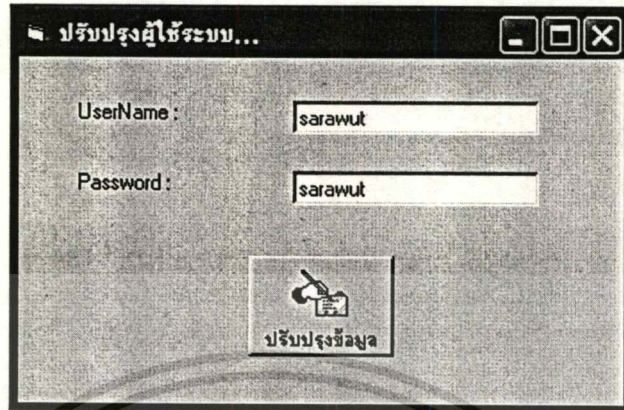 ปรับปรุงผู้ใช้ระบบ...
UserName :
sarawut
Password :
sarawut
ปรับปรุงข้อมูล